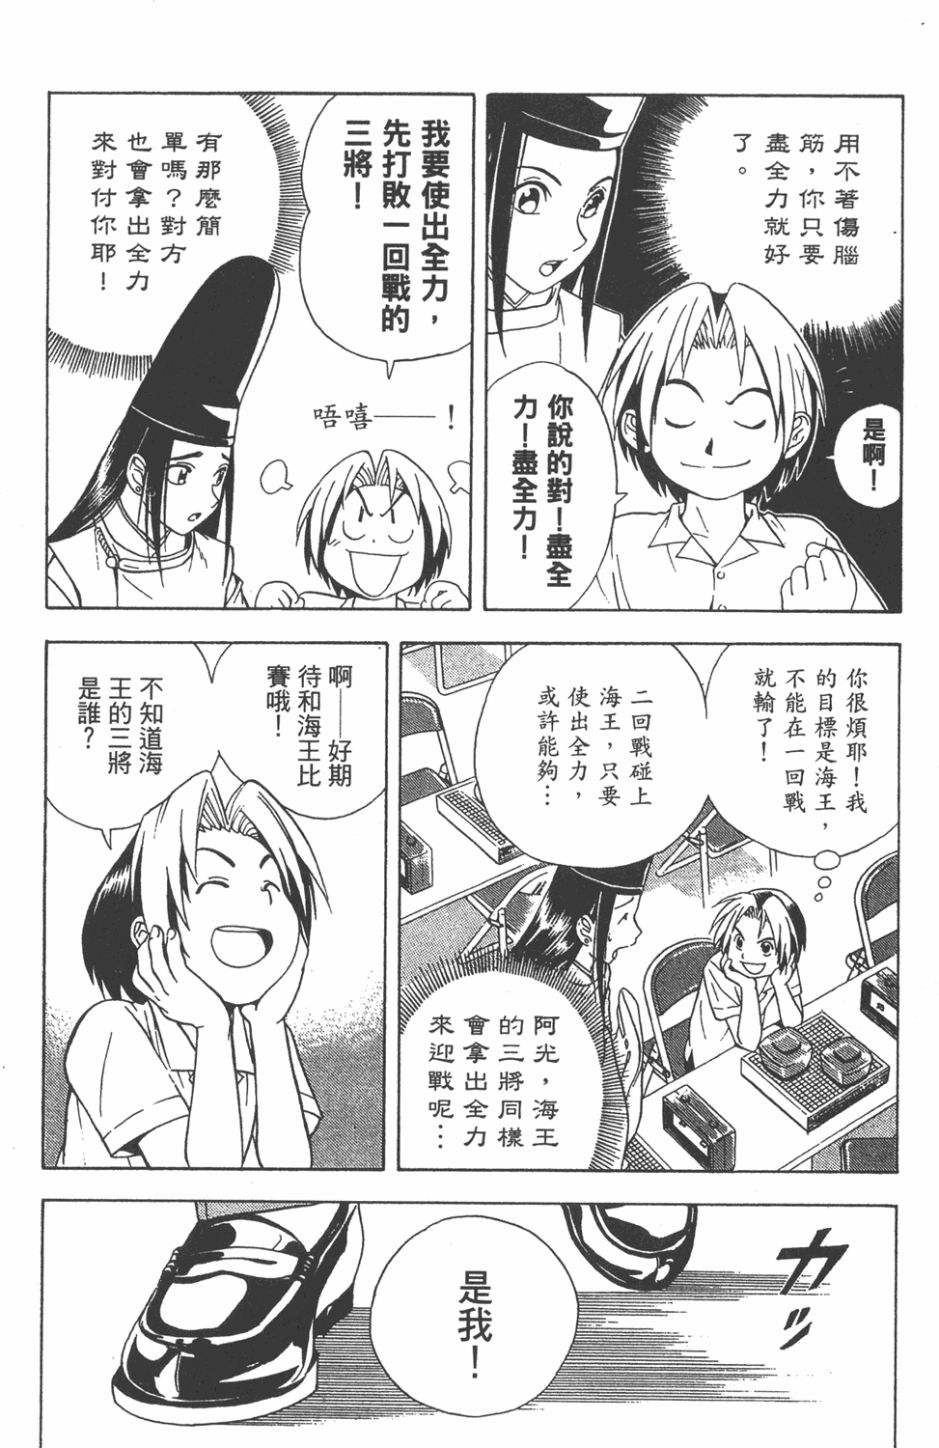 用不著傷腦
筋，你只要
盡全力就好
了。
是啊！
你說的對！盡全
力！盡全力！
我要使出全力，
先打敗一回戰的
三將！
有那麼簡
單嗎？對方
也會拿出全力
來對付你耶！
唔嘻——！
你很煩耶！我
的目標是海王，
不能在一回戰
就輸了！
二回戰碰上
海王，只要
使出全力，
或許能夠…
阿光，海王
的三將同樣
會拿出全力
來迎戰呢…
啊——好期
待和海王比
賽哦！
不知道海
王的三將
是誰？
カッ
是我！